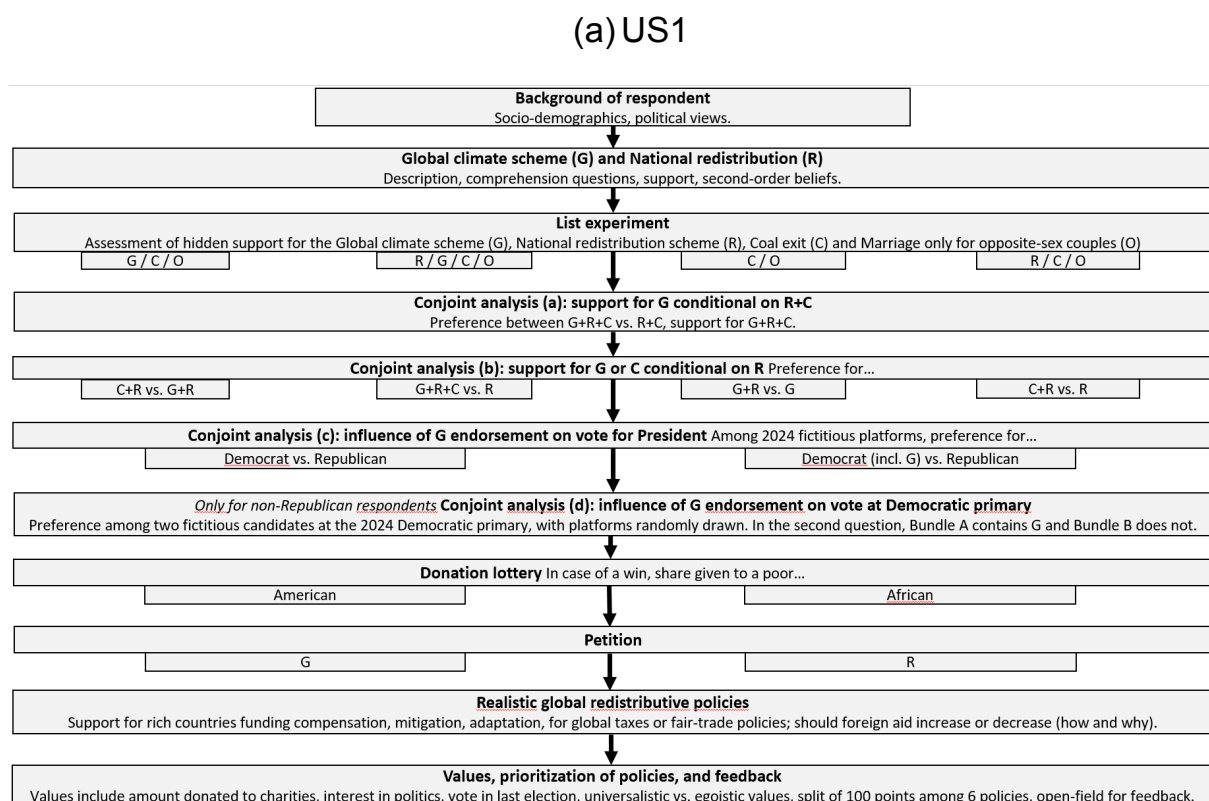 (a) US1
Background of respondent
Socio-demographics, political views.
Global climate scheme (G) and National redistribution (R)
Description, comprehension questions, support, second-order beliefs.
List experiment
Assessment of hidden support for the Global climate scheme (G), National redistribution scheme (R), Coal exit (C) and Marriage only for opposite-sex couples (O)
G / C / O
R / G / C / O
C / O
R / C / O
Conjoint analysis (a): support for G conditional on R+C
Preference between G+R+C vs. R+C, support for G+R+C.
Conjoint analysis (b): support for G or C conditional on R Preference for…
C+R vs. G+R
G+R+C vs. R
G+R vs. G
C+R vs. R
Conjoint analysis (c): influence of G endorsement on vote for President Among 2024 fictitious platforms, preference for…
Democrat vs. Republican
Democrat (incl. G) vs. Republican
Only for non-Republican respondents Conjoint analysis (d): influence of G endorsement on vote at Democratic primary
Preference among two fictitious candidates at the 2024 Democratic primary, with platforms randomly drawn. In the second question, Bundle A contains G and Bundle B does not.
Donation lottery In case of a win, share given to a poor…
American
African
Petition
G
R
Realistic global redistributive policies
Support for rich countries funding compensation, mitigation, adaptation, for global taxes or fair-trade policies; should foreign aid increase or decrease (how and why).
Values, prioritization of policies, and feedback
Values include amount donated to charities, interest in politics, vote in last election, universalistic vs. egoistic values, split of 100 points among 6 policies, open-field for feedback.